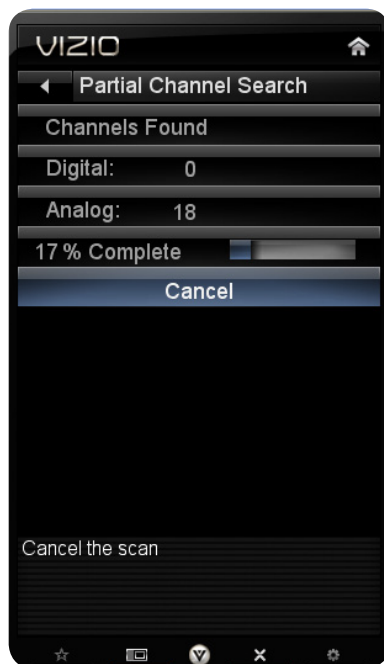 VIZIO
Partial Channel Search
Channels Found
Digital: 0
Analog: 18
17 % Complete
Cancel
Cancel the scan
V